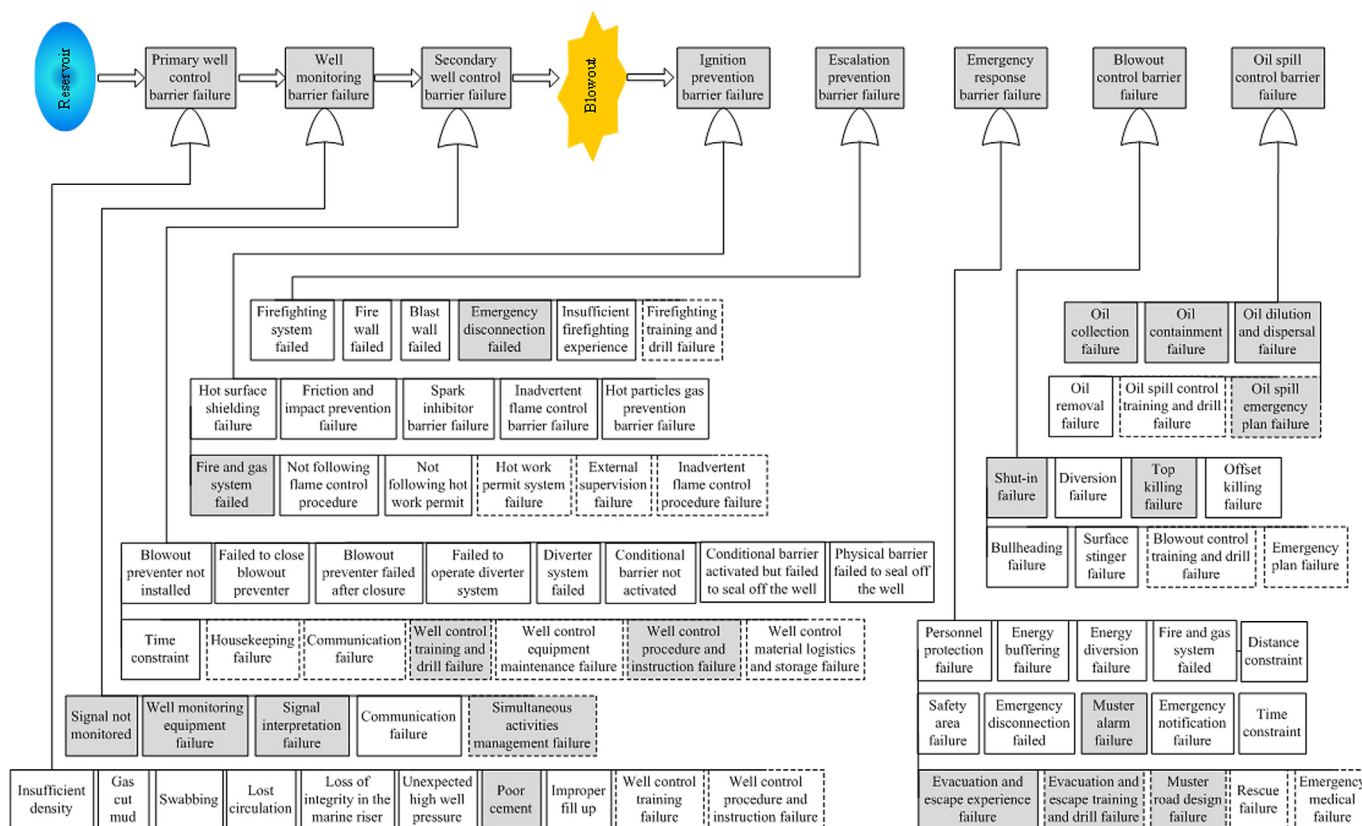 Reservoir
Primary well
control
barrier failure
Well
monitoring
barrier failure
Secondary
well control
barrier failure
Blowout
Ignition
prevention
barrier failure
Escalation
prevention
barrier failure
Emergency
response
barrier failure
Blowout
control barrier
failure
Oil spill
control barrier
failure
Firefighting
system
failed
Fire
wall
failed
Blast
wall
failed
Emergency
disconnection
failed
Insufficient
firefighting
experience
Firefighting
training and
drill failure
Oil
collection
failure
Oil
containment
failure
Oil dilution
and dispersal
failure
Hot surface
shielding
failure
Friction and
impact prevention
failure
Spark
inhibitor
barrier failure
Inadvertent
flame control
barrier failure
Hot particles gas
prevention
barrier failure
Oil
removal
failure
Oil spill control
training and drill
failure
Oil spill
emergency
plan failure
Fire and gas
system
failed
Not following
flame control
procedure
Not
following hot
work permit
Hot work
permit system
failure
External
supervision
failure
Inadvertent
flame control
procedure failure
Shut-in
failure
Diversion
failure
Top
killing
failure
Offset
killing
failure
Bullheading
failure
Surface
stinger
failure
Blowout control
training and drill
failure
Emergency
plan failure
Blowout
preventer not
installed
Failed to close
blowout
preventer
Blowout
preventer failed
after closure
Failed to
operate diverter
system
Diverter
system
failed
Conditional
barrier not
activated
Conditional barrier
activated but failed
to seal off the well
Physical barrier
failed to seal off
the well
Time
constraint
Housekeeping
failure
Communication
failure
Well control
training and
drill failure
Well control
equipment
maintenance failure
Well control
procedure and
instruction failure
Well control
material logistics
and storage failure
Personnel
protection
failure
Energy
buffering
failure
Energy
diversion
failure
Fire and gas
system
failed
Distance
constraint
Signal not
monitored
Well monitoring
equipment
failure
Signal
interpretation
failure
Communication
failure
Simultaneous
activities
management failure
Safety
area
failure
Emergency
disconnection
failed
Muster
alarm
failure
Emergency
notification
failure
Time
constraint
Insufficient
density
Gas
cut
mud
Swabbing
Lost
circulation
Loss of
integrity in the
marine riser
Unexpected
high well
pressure
Poor
cement
Improper
fill up
Well control
training
failure
Well control
procedure and
instruction failure
Evacuation and
escape experience
failure
Evacuation and
escape training
and drill failure
Muster
road design
failure
Rescue
failure
Emergency
medical
failure